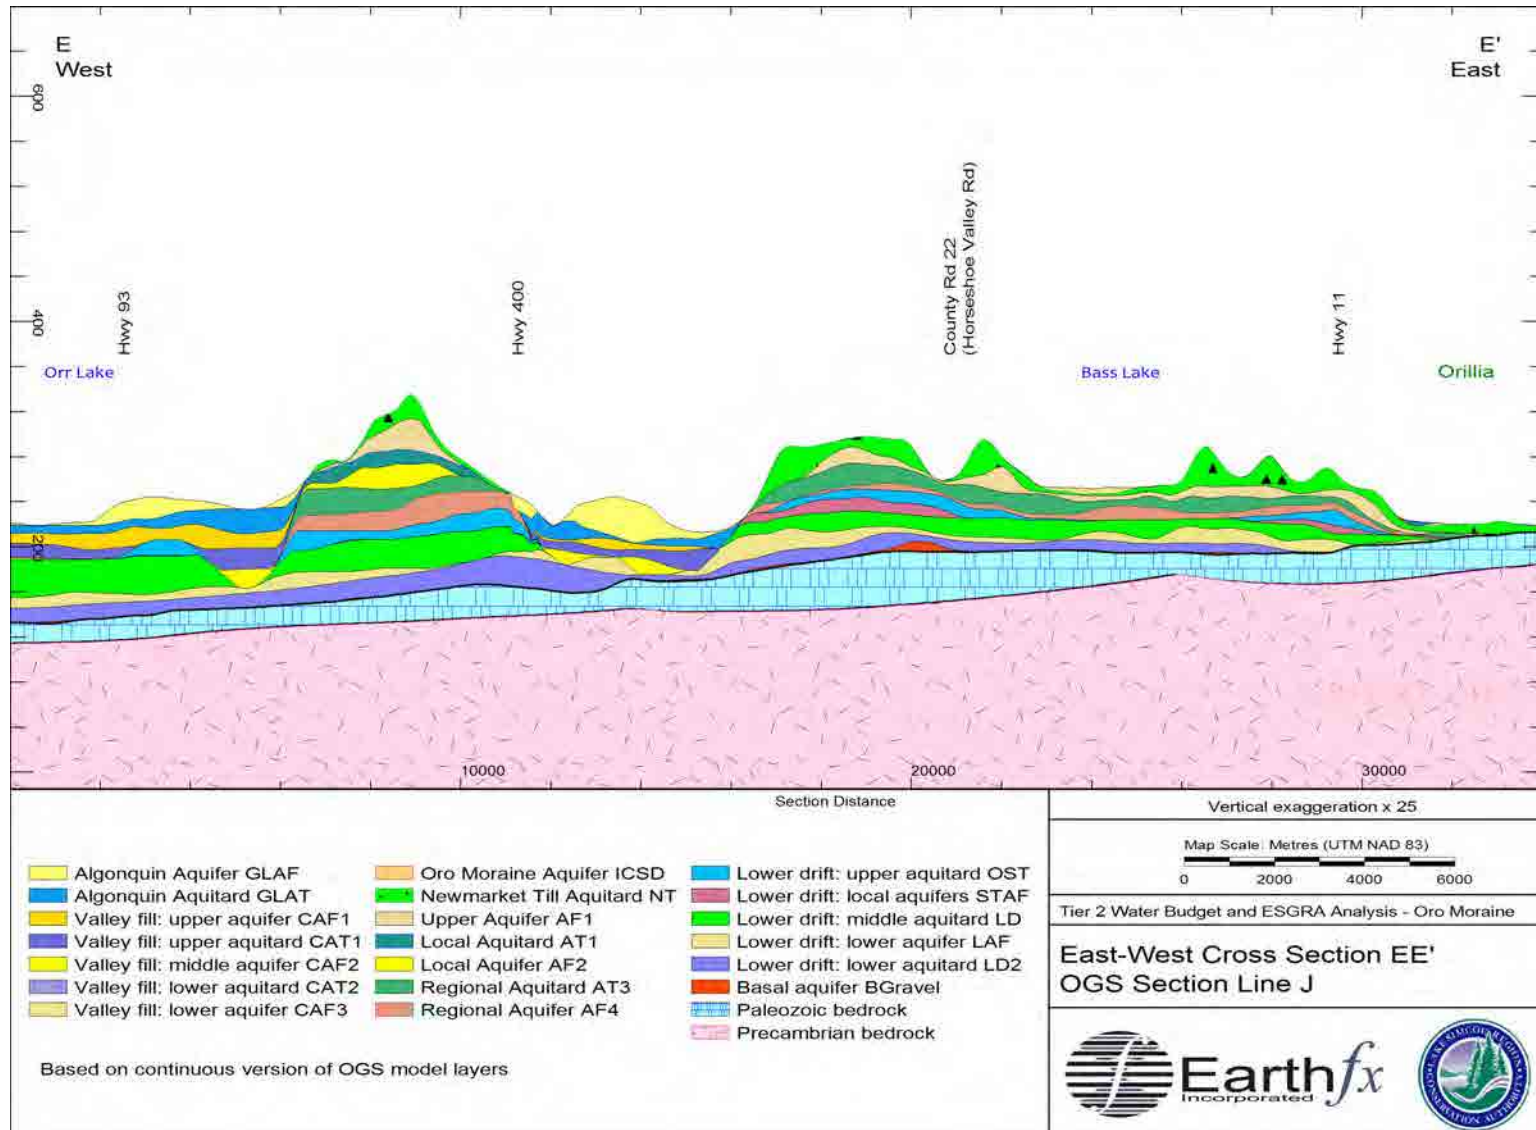 E
West
E'
East
600
400
200
Hwy 93
Hwy 400
County Rd 22
(Horseshoe Valley Rd)
Hwy 11
Orr Lake
Bass Lake
Orillia
10000
20000
30000
Section Distance
Algonquin Aquifer GLAF
Algonquin Aquitard GLAT
Valley fill: upper aquifer CAF1
Valley fill: upper aquitard CAT1
Valley fill: middle aquifer CAF2
Valley fill: lower aquitard CAT2
Valley fill: lower aquifer CAF3
Oro Moraine Aquifer ICSD
Newmarket Till Aquitard NT
Upper Aquifer AF1
Local Aquitard AT1
Local Aquifer AF2
Regional Aquitard AT3
Regional Aquifer AF4
Lower drift: upper aquitard OST
Lower drift: local aquifers STAF
Lower drift: middle aquitard LD
Lower drift: lower aquifer LAF
Lower drift: lower aquitard LD2
Basal aquifer BGravel
Paleozoic bedrock
Precambrian bedrock
Based on continuous version of OGS model layers
Vertical exaggeration x 25
Map Scale: Metres (UTM NAD 83)
0 2000 4000 6000
Tier 2 Water Budget and ESGRA Analysis - Oro Moraine
East-West Cross Section EE'
OGS Section Line J
Earthfx
Incorporated
LAKE SIMCOE REGION
CONSERVATION AUTHORITY